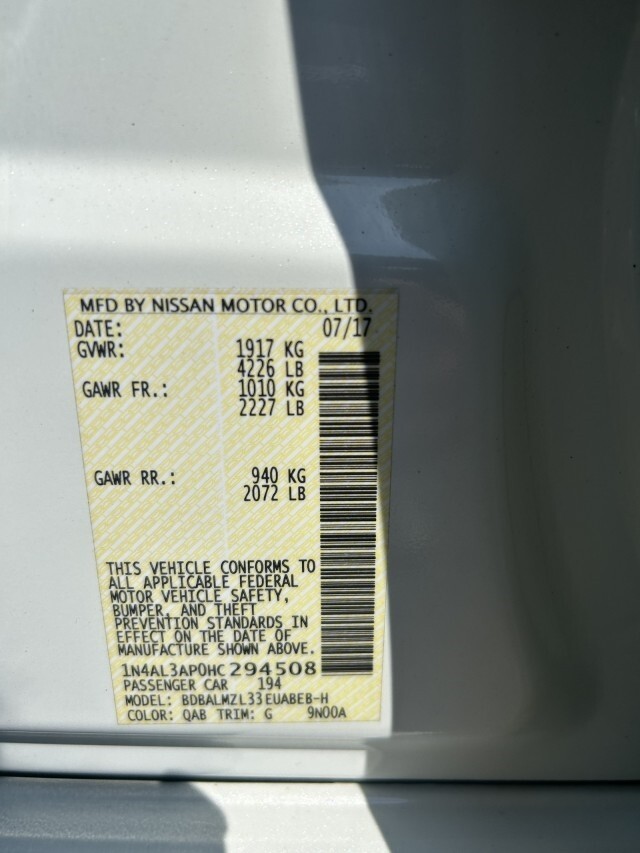 MFD BY NISSAN MOTOR CO., LTD.
DATE: 07/17
GVWR: 1917 KG
4226 LB
GAWR FR.: 1010 KG
2227 LB
GAWR RR.: 940 KG
2072 LB
THIS VEHICLE CONFORMS TO
ALL APPLICABLE FEDERAL
MOTOR VEHICLE SAFETY,
BUMPER, AND THEFT
PREVENTION STANDARDS IN
EFFECT ON THE DATE OF
MANUFACTURE SHOWN ABOVE.
1N4AL3AP0HC294508
PASSENGER CAR 194
MODEL: BDBALMZL33EUABEB-H
COLOR: QAB TRIM: G 9N00A